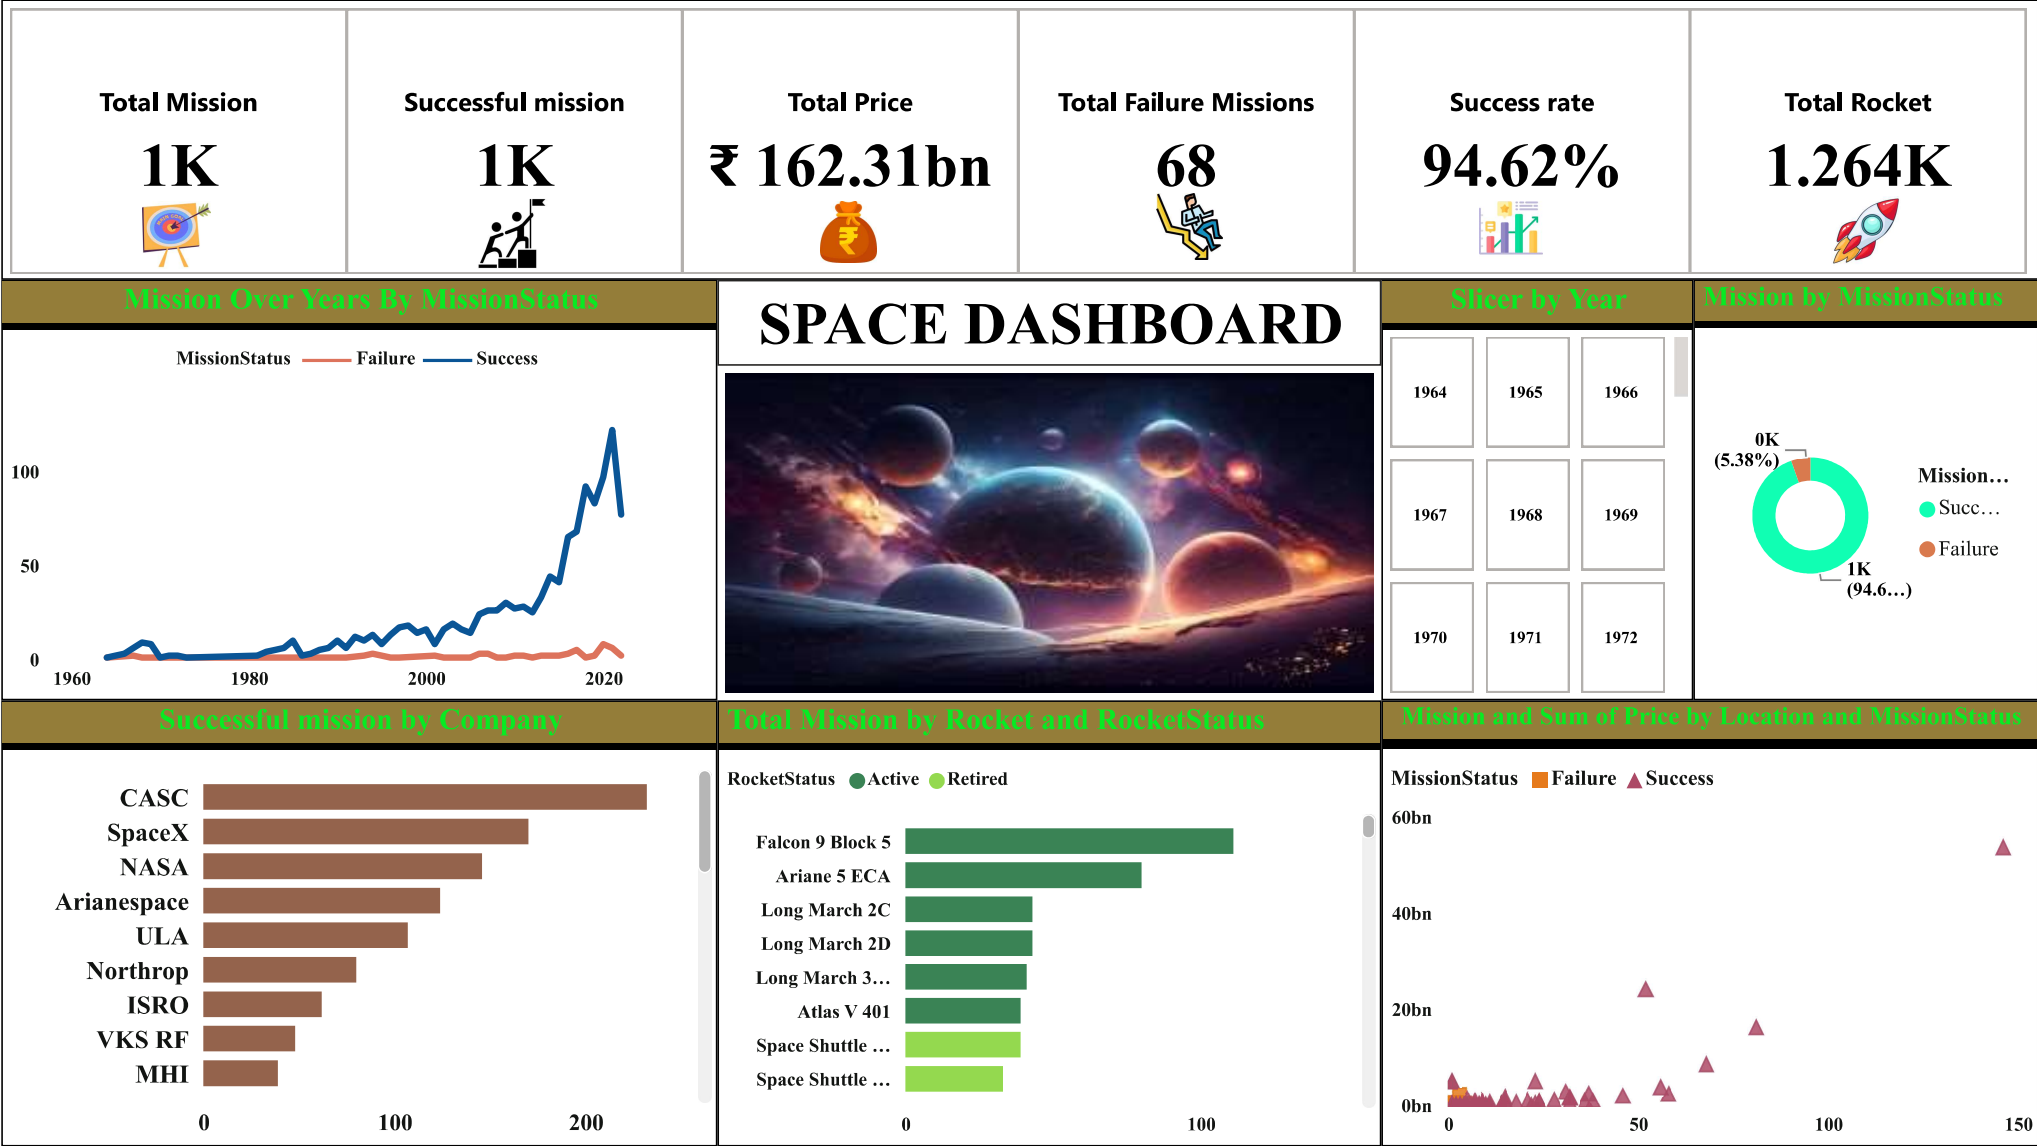 Total Mission
1K
Successful mission
1K
Total Price
₹ 162.31bn
Total Failure Missions
68
Success rate
94.62%
Total Rocket
1.264K
Mission Over Years By MissionStatus
MissionStatus Failure Success
100
50
0
1960 1980 2000 2020
SPACE DASHBOARD
Slicer by Year
1964 1965 1966
1967 1968 1969
1970 1971 1972
Mission by MissionStatus
0K
(5.38%)
Mission...
Succ...
Failure
1K
(94.6...)
Successful mission by Company
CASC
SpaceX
NASA
Arianespace
ULA
Northrop
ISRO
VKS RF
MHI
0 100 200
Total Mission by Rocket and RocketStatus
RocketStatus Active Retired
Falcon 9 Block 5
Ariane 5 ECA
Long March 2C
Long March 2D
Long March 3...
Atlas V 401
Space Shuttle ...
Space Shuttle ...
0 100
Mission and Sum of Price by Location and MissionStatus
MissionStatus Failure Success
60bn
40bn
20bn
0bn
0 50 100 150